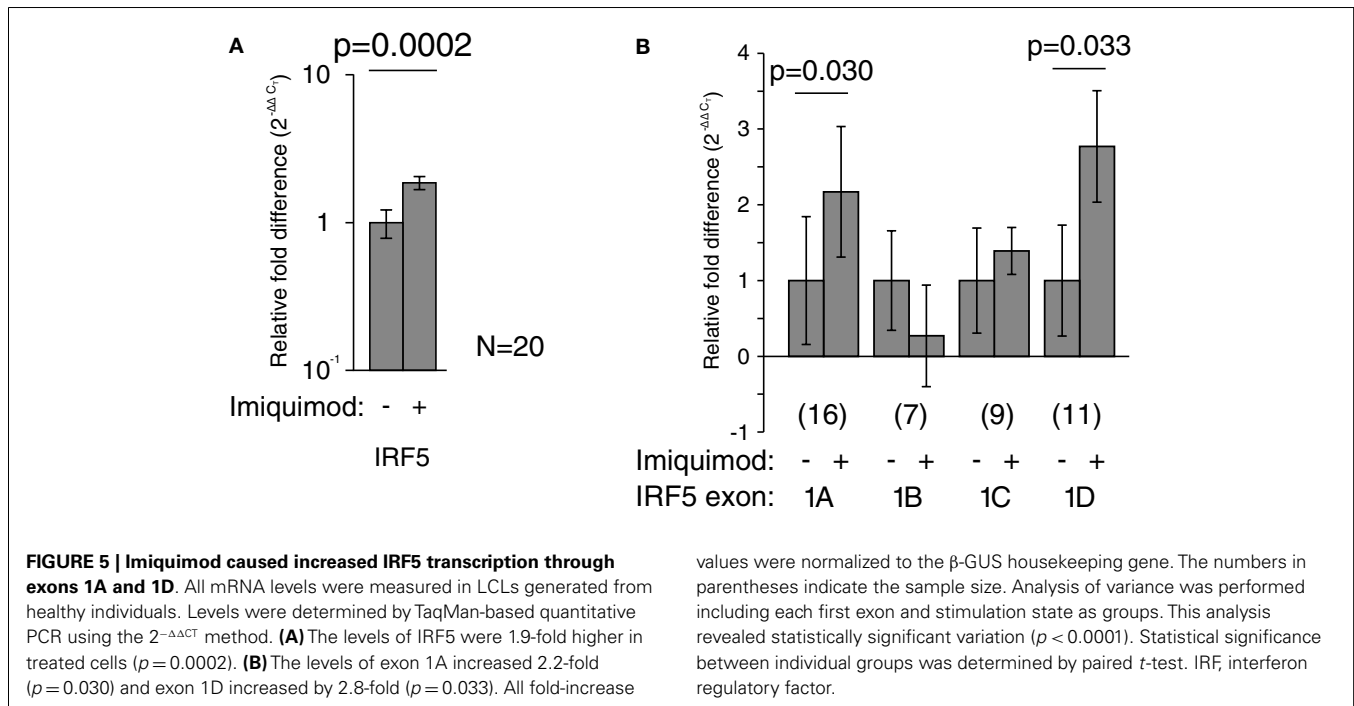 A
p=0.0002
Relative fold difference (2^-ΔΔC_T)
10
1
10^-1
N=20
Imiquimod: - +
IRF5
B
p=0.030
p=0.033
Relative fold difference (2^-ΔΔC_T)
4
3
2
1
0
-1
(16) (7) (9) (11)
Imiquimod: - + - + - + - +
IRF5 exon: 1A 1B 1C 1D
FIGURE 5 | Imiquimod caused increased IRF5 transcription through
exons 1A and 1D. All mRNA levels were measured in LCLs generated from
healthy individuals. Levels were determined by TaqMan-based quantitative
PCR using the 2^−ΔΔCT method. (A) The levels of IRF5 were 1.9-fold higher in
treated cells (p = 0.0002). (B) The levels of exon 1A increased 2.2-fold
(p = 0.030) and exon 1D increased by 2.8-fold (p = 0.033). All fold-increase
values were normalized to the β-GUS housekeeping gene. The numbers in
parentheses indicate the sample size. Analysis of variance was performed
including each first exon and stimulation state as groups. This analysis
revealed statistically significant variation (p < 0.0001). Statistical significance
between individual groups was determined by paired t-test. IRF, interferon
regulatory factor.